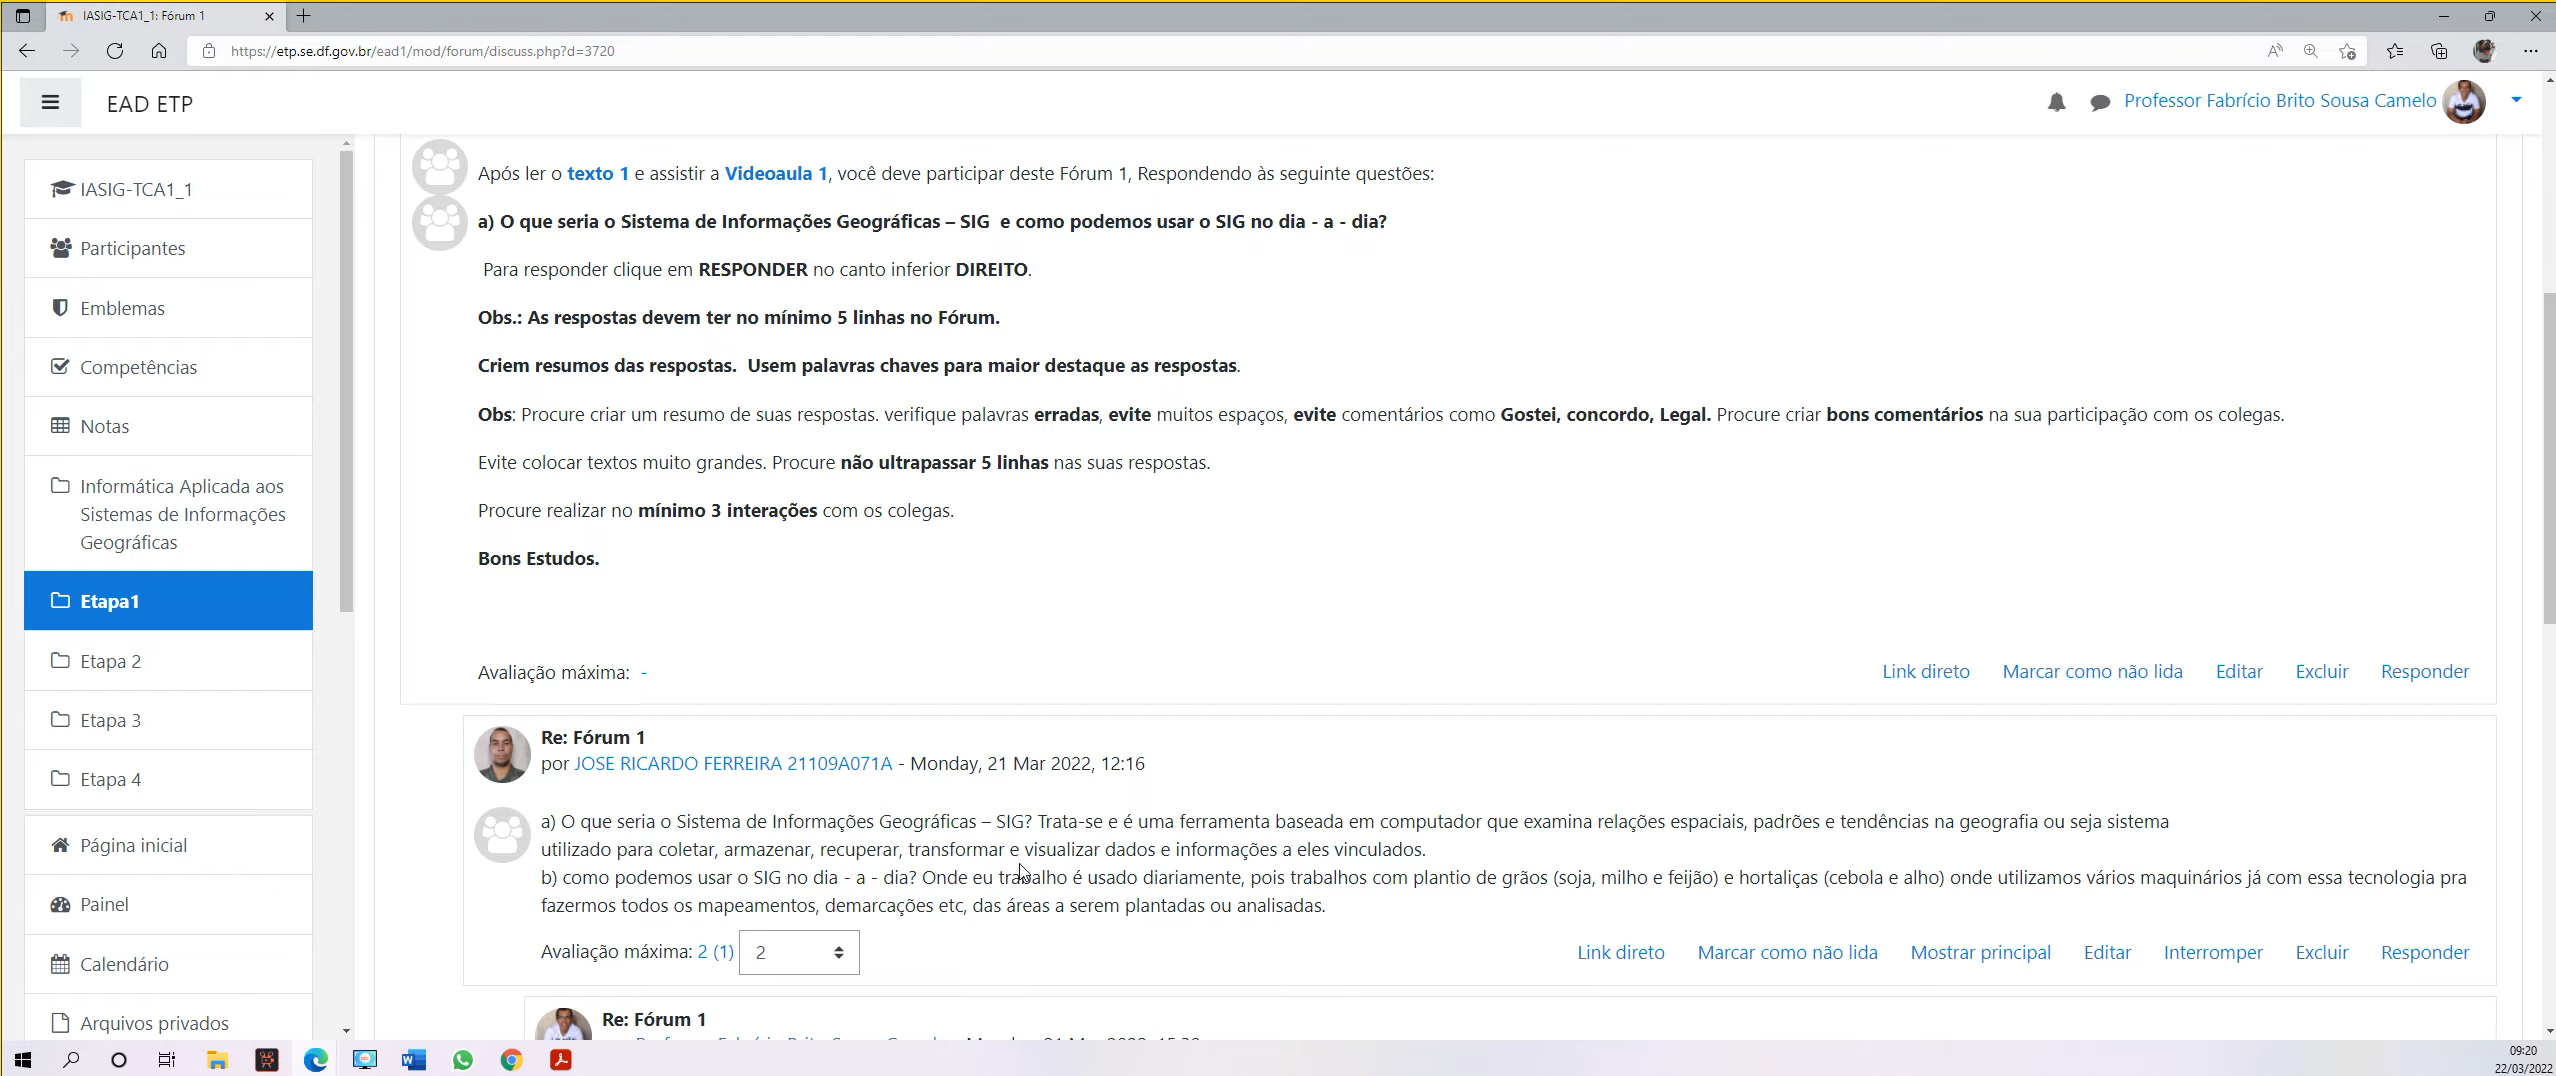 IASIG-TCA1_1: Fórum 1
https://etp.se.df.gov.br/ead1/mod/forum/discuss.php?d=3720
EAD ETP
Professor Fabrício Brito Sousa Camelo
IASIG-TCA1_1
Participantes
Emblemas
Competências
Notas
Informática Aplicada aos
Sistemas de Informações
Geográficas
Etapa1
Etapa 2
Etapa 3
Etapa 4
Página inicial
Painel
Calendário
Arquivos privados
Após ler o texto 1 e assistir a Videoaula 1, você deve participar deste Fórum 1, Respondendo às seguinte questões:
a) O que seria o Sistema de Informações Geográficas – SIG e como podemos usar o SIG no dia - a - dia?
Para responder clique em RESPONDER no canto inferior DIREITO.
Obs.: As respostas devem ter no mínimo 5 linhas no Fórum.
Criem resumos das respostas. Usem palavras chaves para maior destaque as respostas.
Obs: Procure criar um resumo de suas respostas. verifique palavras erradas, evite muitos espaços, evite comentários como Gostei, concordo, Legal. Procure criar bons comentários na sua participação com os colegas.
Evite colocar textos muito grandes. Procure não ultrapassar 5 linhas nas suas respostas.
Procure realizar no mínimo 3 interações com os colegas.
Bons Estudos.
Avaliação máxima: -
Link direto Marcar como não lida Editar Excluir Responder
Re: Fórum 1
por JOSE RICARDO FERREIRA 21109A071A - Monday, 21 Mar 2022, 12:16
a) O que seria o Sistema de Informações Geográficas – SIG? Trata-se e é uma ferramenta baseada em computador que examina relações espaciais, padrões e tendências na geografia ou seja sistema
utilizado para coletar, armazenar, recuperar, transformar e visualizar dados e informações a eles vinculados.
b) como podemos usar o SIG no dia - a - dia? Onde eu trabalho é usado diariamente, pois trabalhos com plantio de grãos (soja, milho e feijão) e hortaliças (cebola e alho) onde utilizamos vários maquinários já com essa tecnologia pra
fazermos todos os mapeamentos, demarcações etc, das áreas a serem plantadas ou analisadas.
Avaliação máxima: 2 (1) 2
Link direto Marcar como não lida Mostrar principal Editar Interromper Excluir Responder
Re: Fórum 1
09:20
22/03/2022